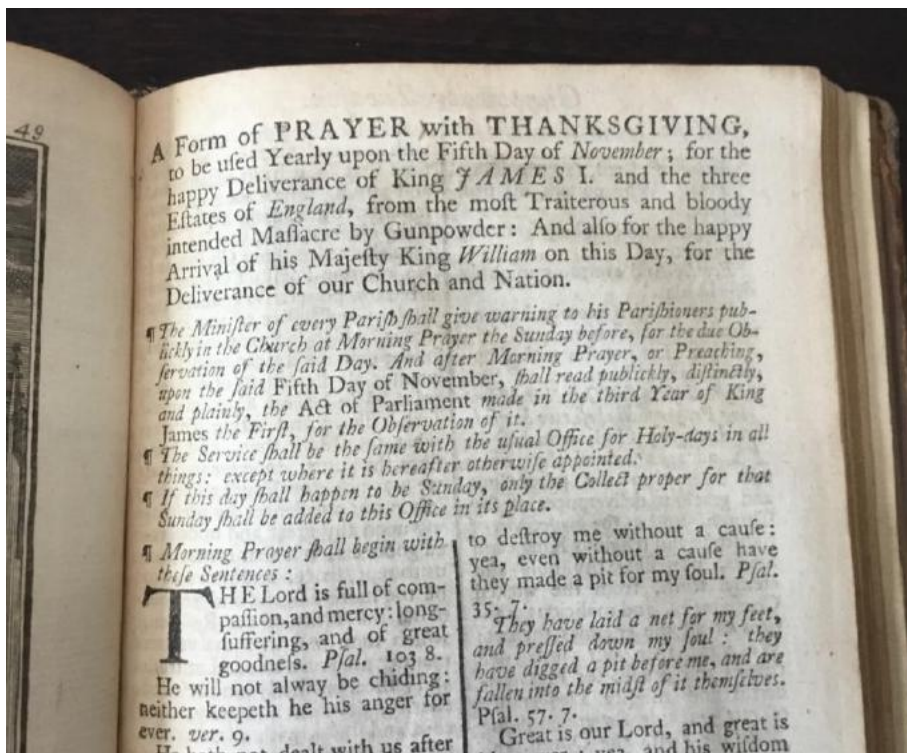 49
A Form of PRAYER with THANKSGIVING,
to be uſed Yearly upon the Fifth Day of November; for the
happy Deliverance of King JAMES I. and the three
Eſtates of England, from the moſt Traiterous and bloody
intended Maſſacre by Gunpowder: And alſo for the happy
Arrival of his Majeſty King William on this Day, for the
Deliverance of our Church and Nation.
¶ The Miniſter of every Pariſh ſhall give warning to his Pariſhioners pub-
lickly in the Church at Morning Prayer the Sunday before, for the due Ob-
ſervation of the ſaid Day. And after Morning Prayer, or Preaching,
upon the ſaid Fifth Day of November, ſhall read publickly, diſtinctly,
and plainly, the Act of Parliament made in the third Year of King
James the Firſt, for the Obſervation of it.
¶ The Service ſhall be the ſame with the uſual Office for Holy-days in all
things: except where it is hereafter otherwiſe appointed.
¶ If this day ſhall happen to be Sunday, only the Collect proper for that
Sunday ſhall be added to this Office in its place.
¶ Morning Prayer ſhall begin with
theſe Sentences:
THE Lord is full of com-
paſſion, and mercy: long-
ſuffering, and of great
goodneſs. Pſal. 103 8.
He will not alway be chiding:
neither keepeth he his anger for
ever. ver. 9.
He hath not dealt with us after
to deſtroy me without a cauſe:
yea, even without a cauſe have
they made a pit for my ſoul. Pſal.
35. 7.
They have laid a net for my feet,
and preſſed down my ſoul: they
have digged a pit before me, and are
fallen into the midſt of it themſelves.
Pſal. 57. 7.
Great is our Lord, and great is
yea, and his wiſdom